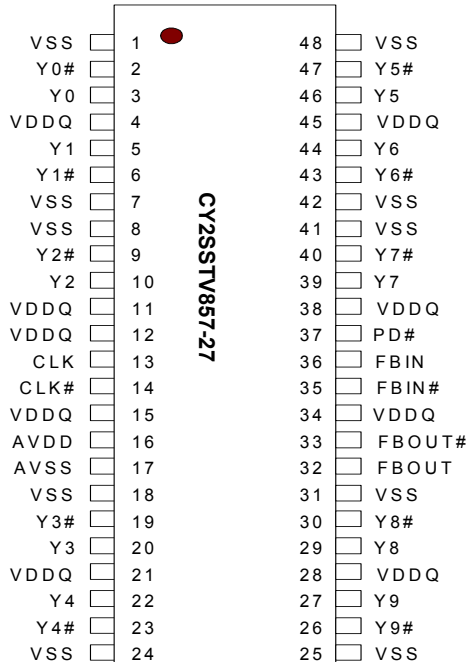 VSS 1 48 VSS
Y0# 2 47 Y5#
Y0 3 46 Y5
VDDQ 4 45 VDDQ
Y1 5 44 Y6
Y1# 6 43 Y6#
VSS 7 42 VSS
VSS 8 41 VSS
Y2# 9 40 Y7#
Y2 10 39 Y7
VDDQ 11 38 VDDQ
VDDQ 12 37 PD#
CLK 13 36 FBIN
CLK# 14 35 FBIN#
VDDQ 15 34 VDDQ
AVDD 16 33 FBOUT#
AVSS 17 32 FBOUT
VSS 18 31 VSS
Y3# 19 30 Y8#
Y3 20 29 Y8
VDDQ 21 28 VDDQ
Y4 22 27 Y9
Y4# 23 26 Y9#
VSS 24 25 VSS
CY2SSTV857-27